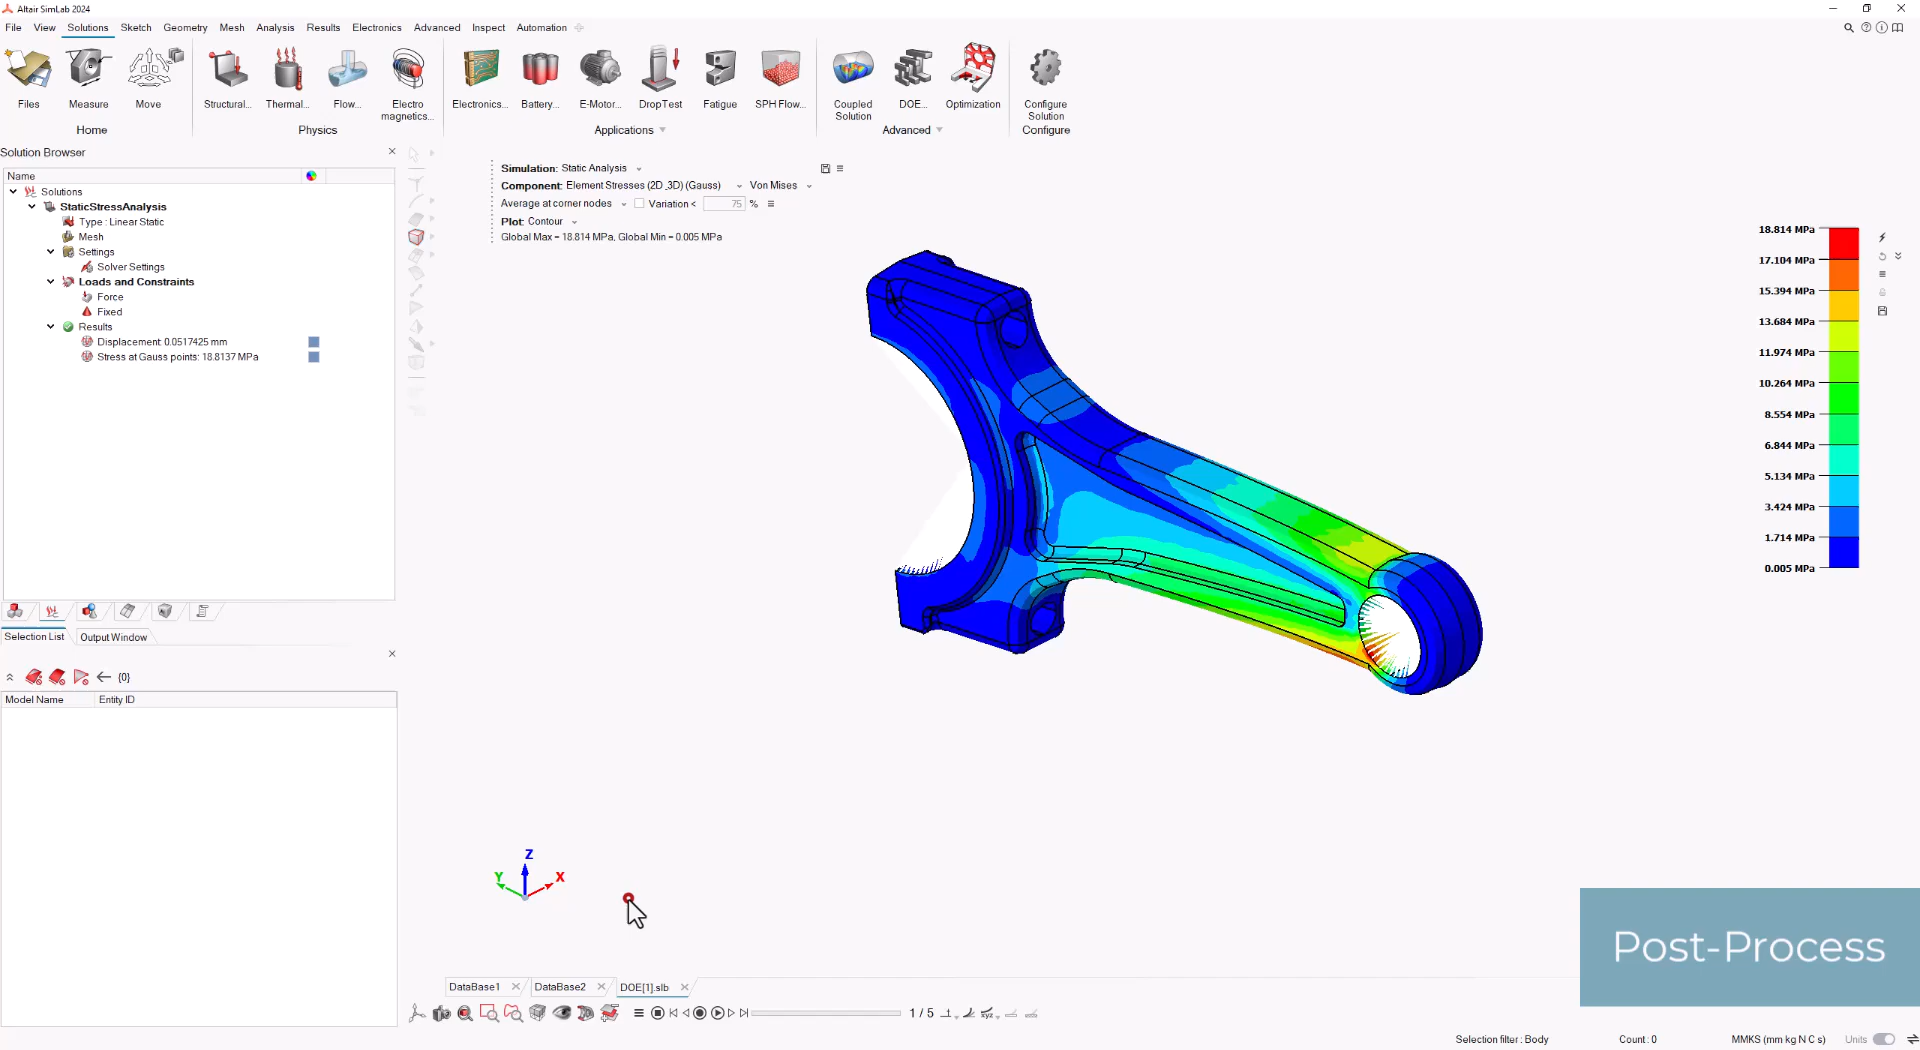 Altair SimLab 2024
File View Solutions Sketch Geometry Mesh Analysis Results Electronics Advanced Inspect Automation
Files Measure Move Structural... Thermal... Flow... Electro magnetics... Electronics... Battery... E-Motor... DropTest Fatigue SPH Flow... Coupled Solution DOE... Optimization Configure Solution
Home Physics Applications Advanced Configure
Solution Browser
Name
Solutions
StaticStressAnalysis
Type : Linear Static
Mesh
Settings
Solver Settings
Loads and Constraints
Force
Fixed
Results
Displacement: 0.0517425 mm
Stress at Gauss points: 18.8137 MPa
Selection List Output Window
{0}
Model Name Entity ID
Simulation: Static Analysis
Component: Element Stresses (2D_3D) (Gauss) Von Mises
Average at corner nodes Variation < 75 %
Plot: Contour
Global Max = 18.814 MPa, Global Min = 0.005 MPa
18.814 MPa
17.104 MPa
15.394 MPa
13.684 MPa
11.974 MPa
10.264 MPa
8.554 MPa
6.844 MPa
5.134 MPa
3.424 MPa
1.714 MPa
0.005 MPa
Z
Y X
Post-Process
DataBase1 DataBase2 DOE[1].slb
1 / 5
xyz
Selection filter : Body Count : 0 MMKS (mm kg N C s) Units